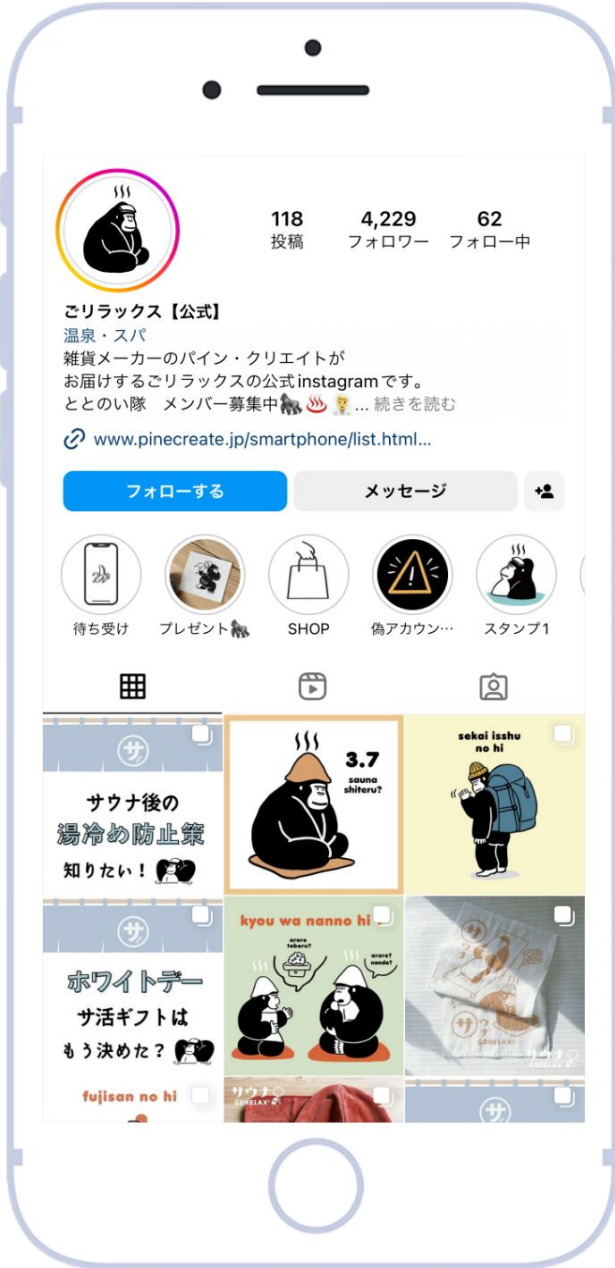 118
投稿
4,229
フォロワー
62
フォロー中
ごリラックス【公式】
温泉・スパ
雑貨メーカーのパイン・クリエイトが
お届けするごリラックスの公式instagramです。
ととのい隊 メンバー募集中🦍♨️🧖... 続きを読む
www.pinecreate.jp/smartphone/list.html...
フォローする
メッセージ
待ち受け
プレゼント🦍
SHOP
偽アカウン…
スタンプ1
サ
サウナ後の
湯冷め防止策
知りたい!
3.7
sauna
shiteru?
sekai isshu
no hi
サ
ホワイトデー
サ活ギフトは
もう決めた?
kyou wa nanno hi
arare
taberu?
arare?
nanda?
サウナ
GORELAX
fujisan no hi
サウナ
GORELAX
サ